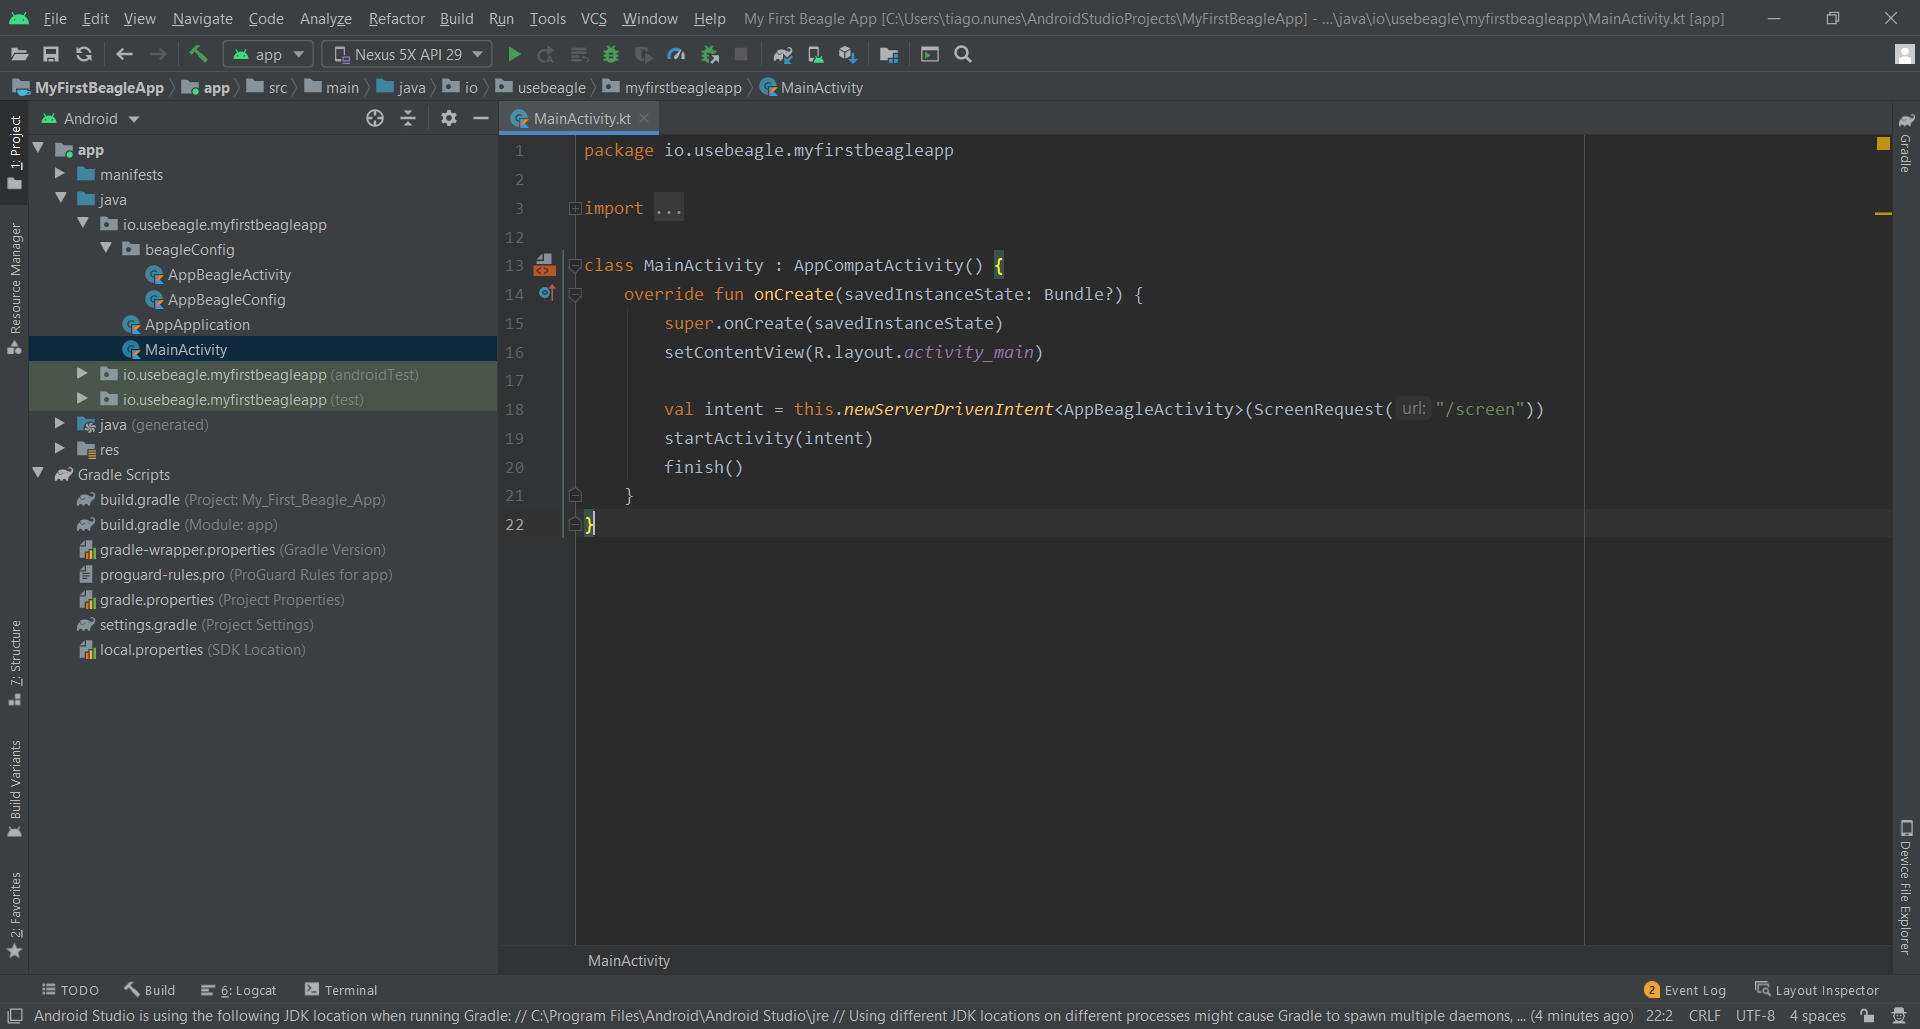 File Edit View Navigate Code Analyze Refactor Build Run Tools VCS Window Help My First Beagle App [C:\Users\tiago.nunes\AndroidStudioProjects\MyFirstBeagleApp] - ...\java\io\usebeagle\myfirstbeagleapp\MainActivity.kt [app]
app Nexus 5X API 29
MyFirstBeagleApp app src main java io usebeagle myfirstbeagleapp MainActivity
1: Project
Resource Manager
7: Structure
Build Variants
2: Favorites
Android
app
manifests
java
io.usebeagle.myfirstbeagleapp
beagleConfig
AppBeagleActivity
AppBeagleConfig
AppApplication
MainActivity
io.usebeagle.myfirstbeagleapp (androidTest)
io.usebeagle.myfirstbeagleapp (test)
java (generated)
res
Gradle Scripts
build.gradle (Project: My_First_Beagle_App)
build.gradle (Module: app)
gradle-wrapper.properties (Gradle Version)
proguard-rules.pro (ProGuard Rules for app)
gradle.properties (Project Properties)
settings.gradle (Project Settings)
local.properties (SDK Location)
MainActivity.kt
1 package io.usebeagle.myfirstbeagleapp
2
3 import ...
12
13 class MainActivity : AppCompatActivity() {
14 override fun onCreate(savedInstanceState: Bundle?) {
15 super.onCreate(savedInstanceState)
16 setContentView(R.layout.activity_main)
17
18 val intent = this.newServerDrivenIntent<AppBeagleActivity>(ScreenRequest( url: "/screen"))
19 startActivity(intent)
20 finish()
21 }
22 }
MainActivity
Gradle
Device File Explorer
TODO Build 6: Logcat Terminal 2 Event Log Layout Inspector
Android Studio is using the following JDK location when running Gradle: // C:\Program Files\Android\Android Studio\jre // Using different JDK locations on different processes might cause Gradle to spawn multiple daemons, ... (4 minutes ago) 22:2 CRLF UTF-8 4 spaces